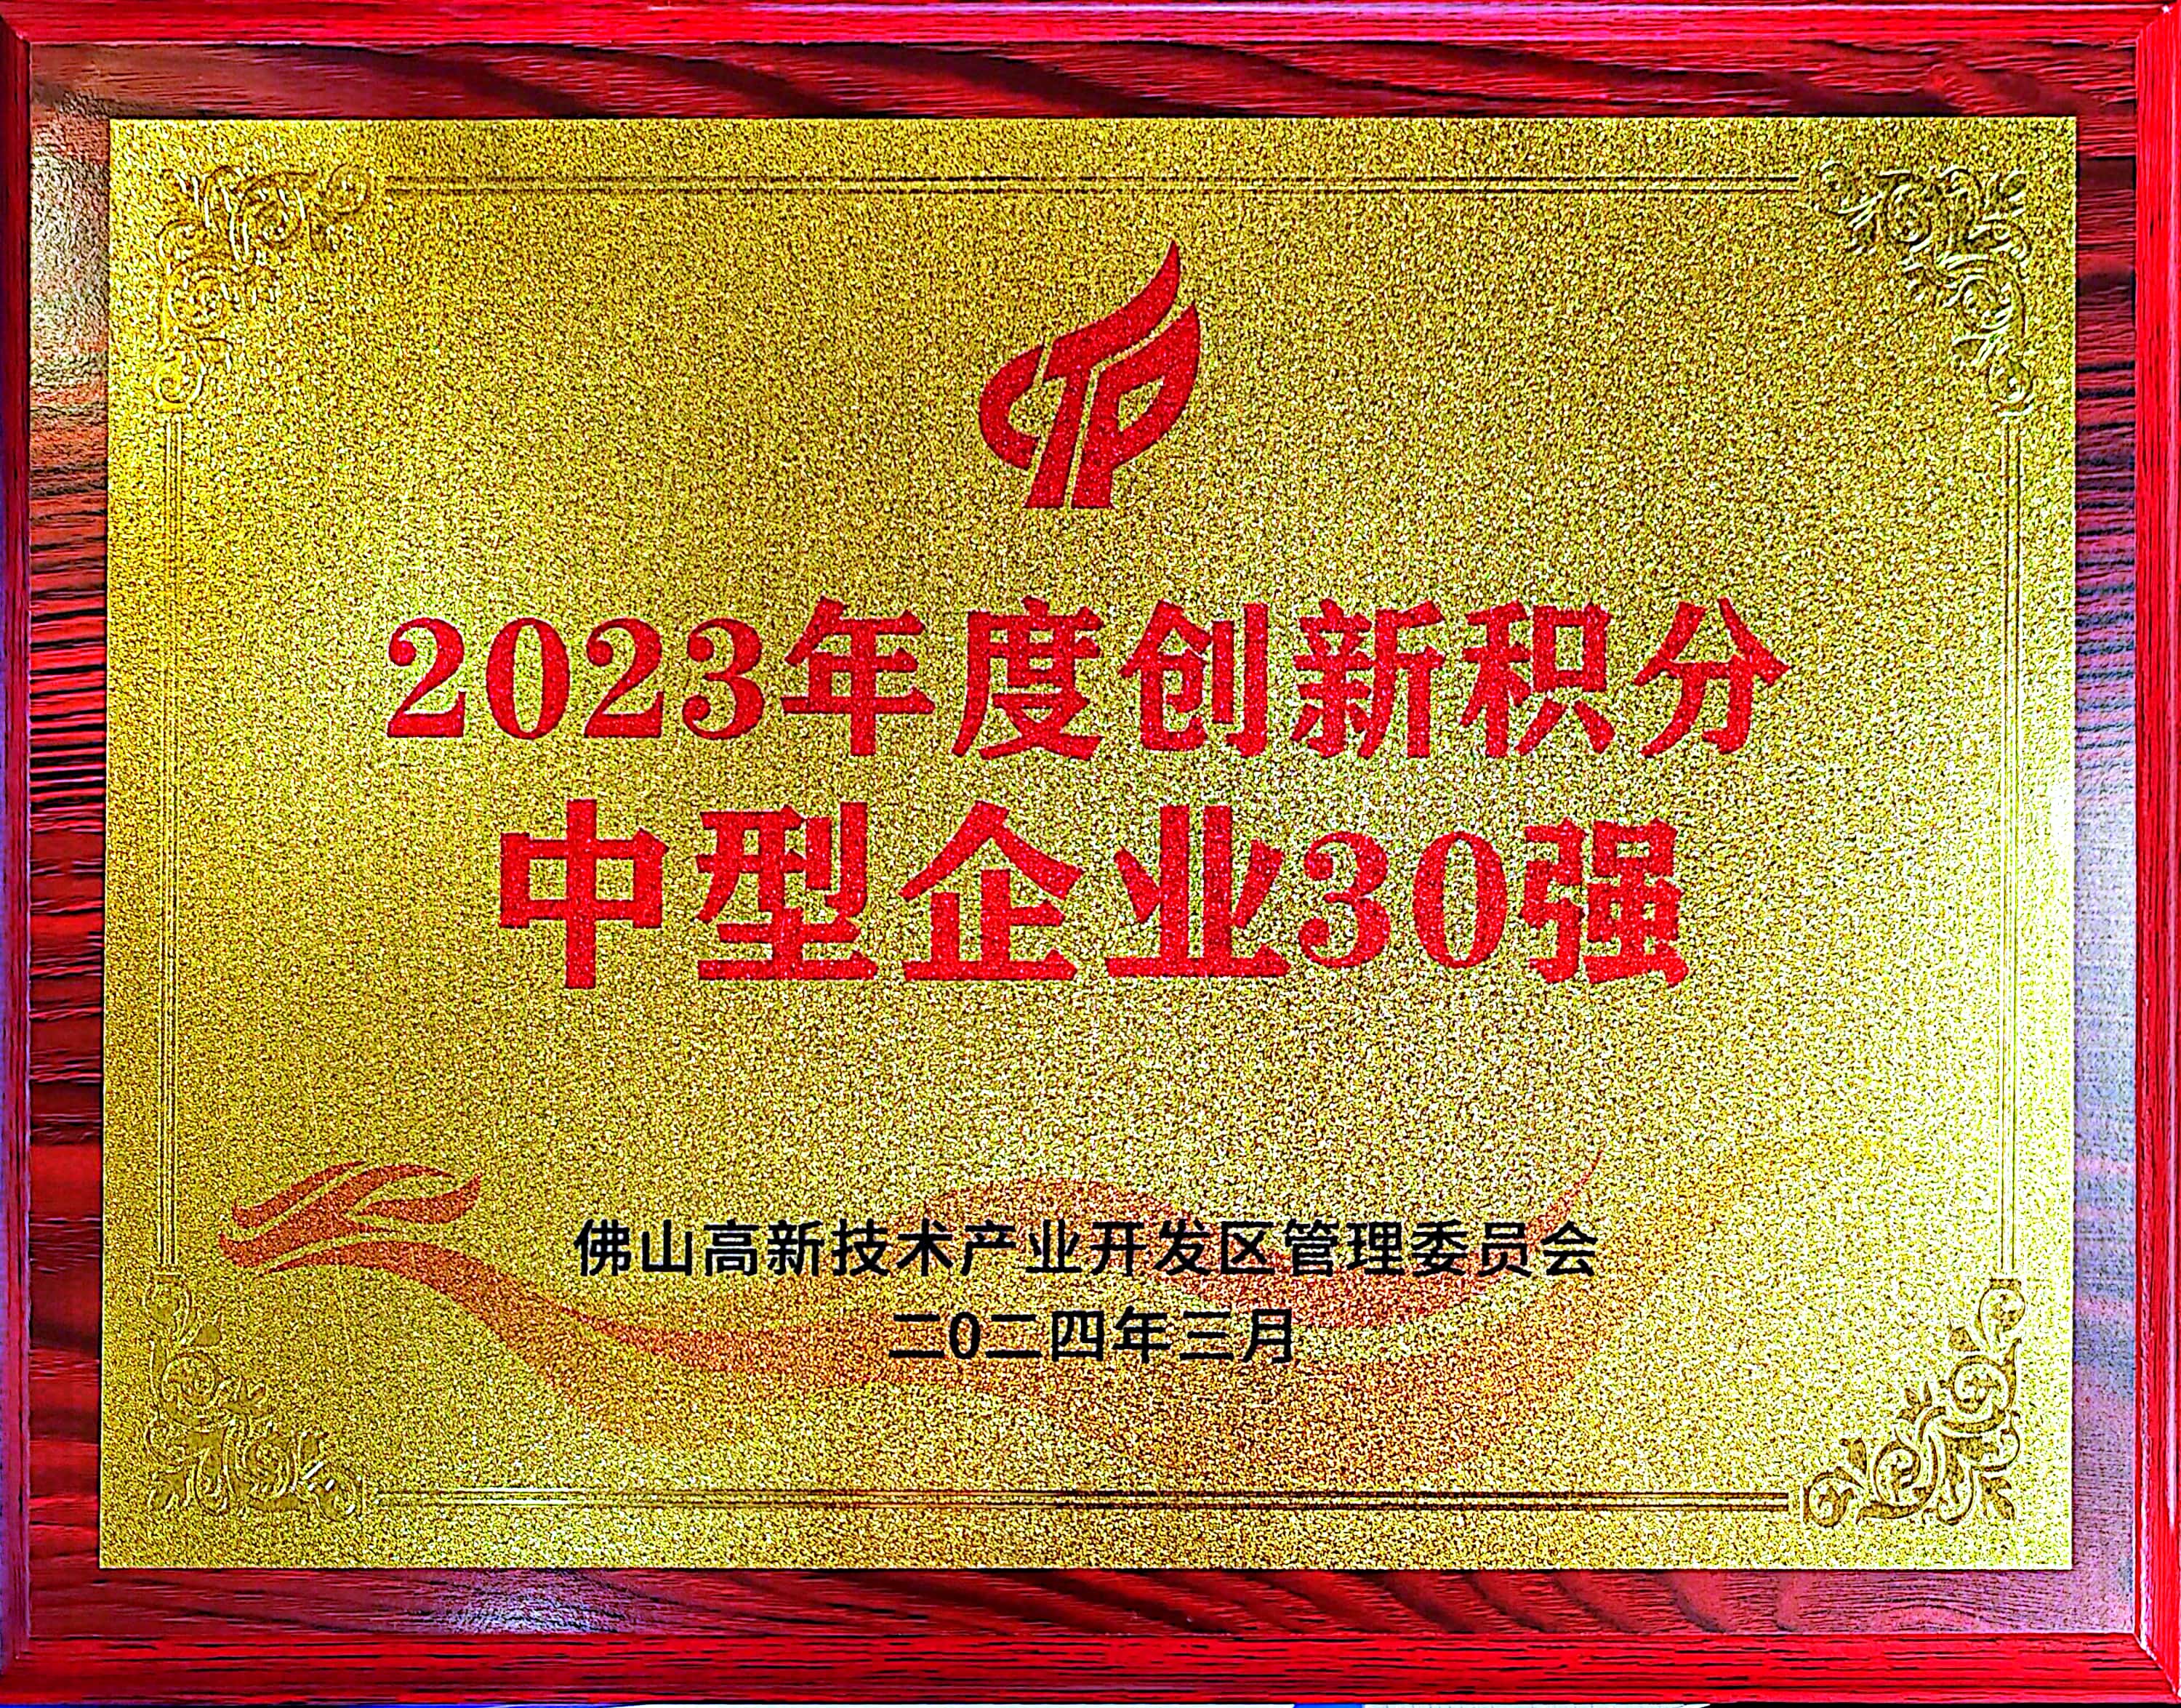 2023年度创新积分
中型企业30强
佛山高新技术产业开发区管理委员会
二0二四年三月